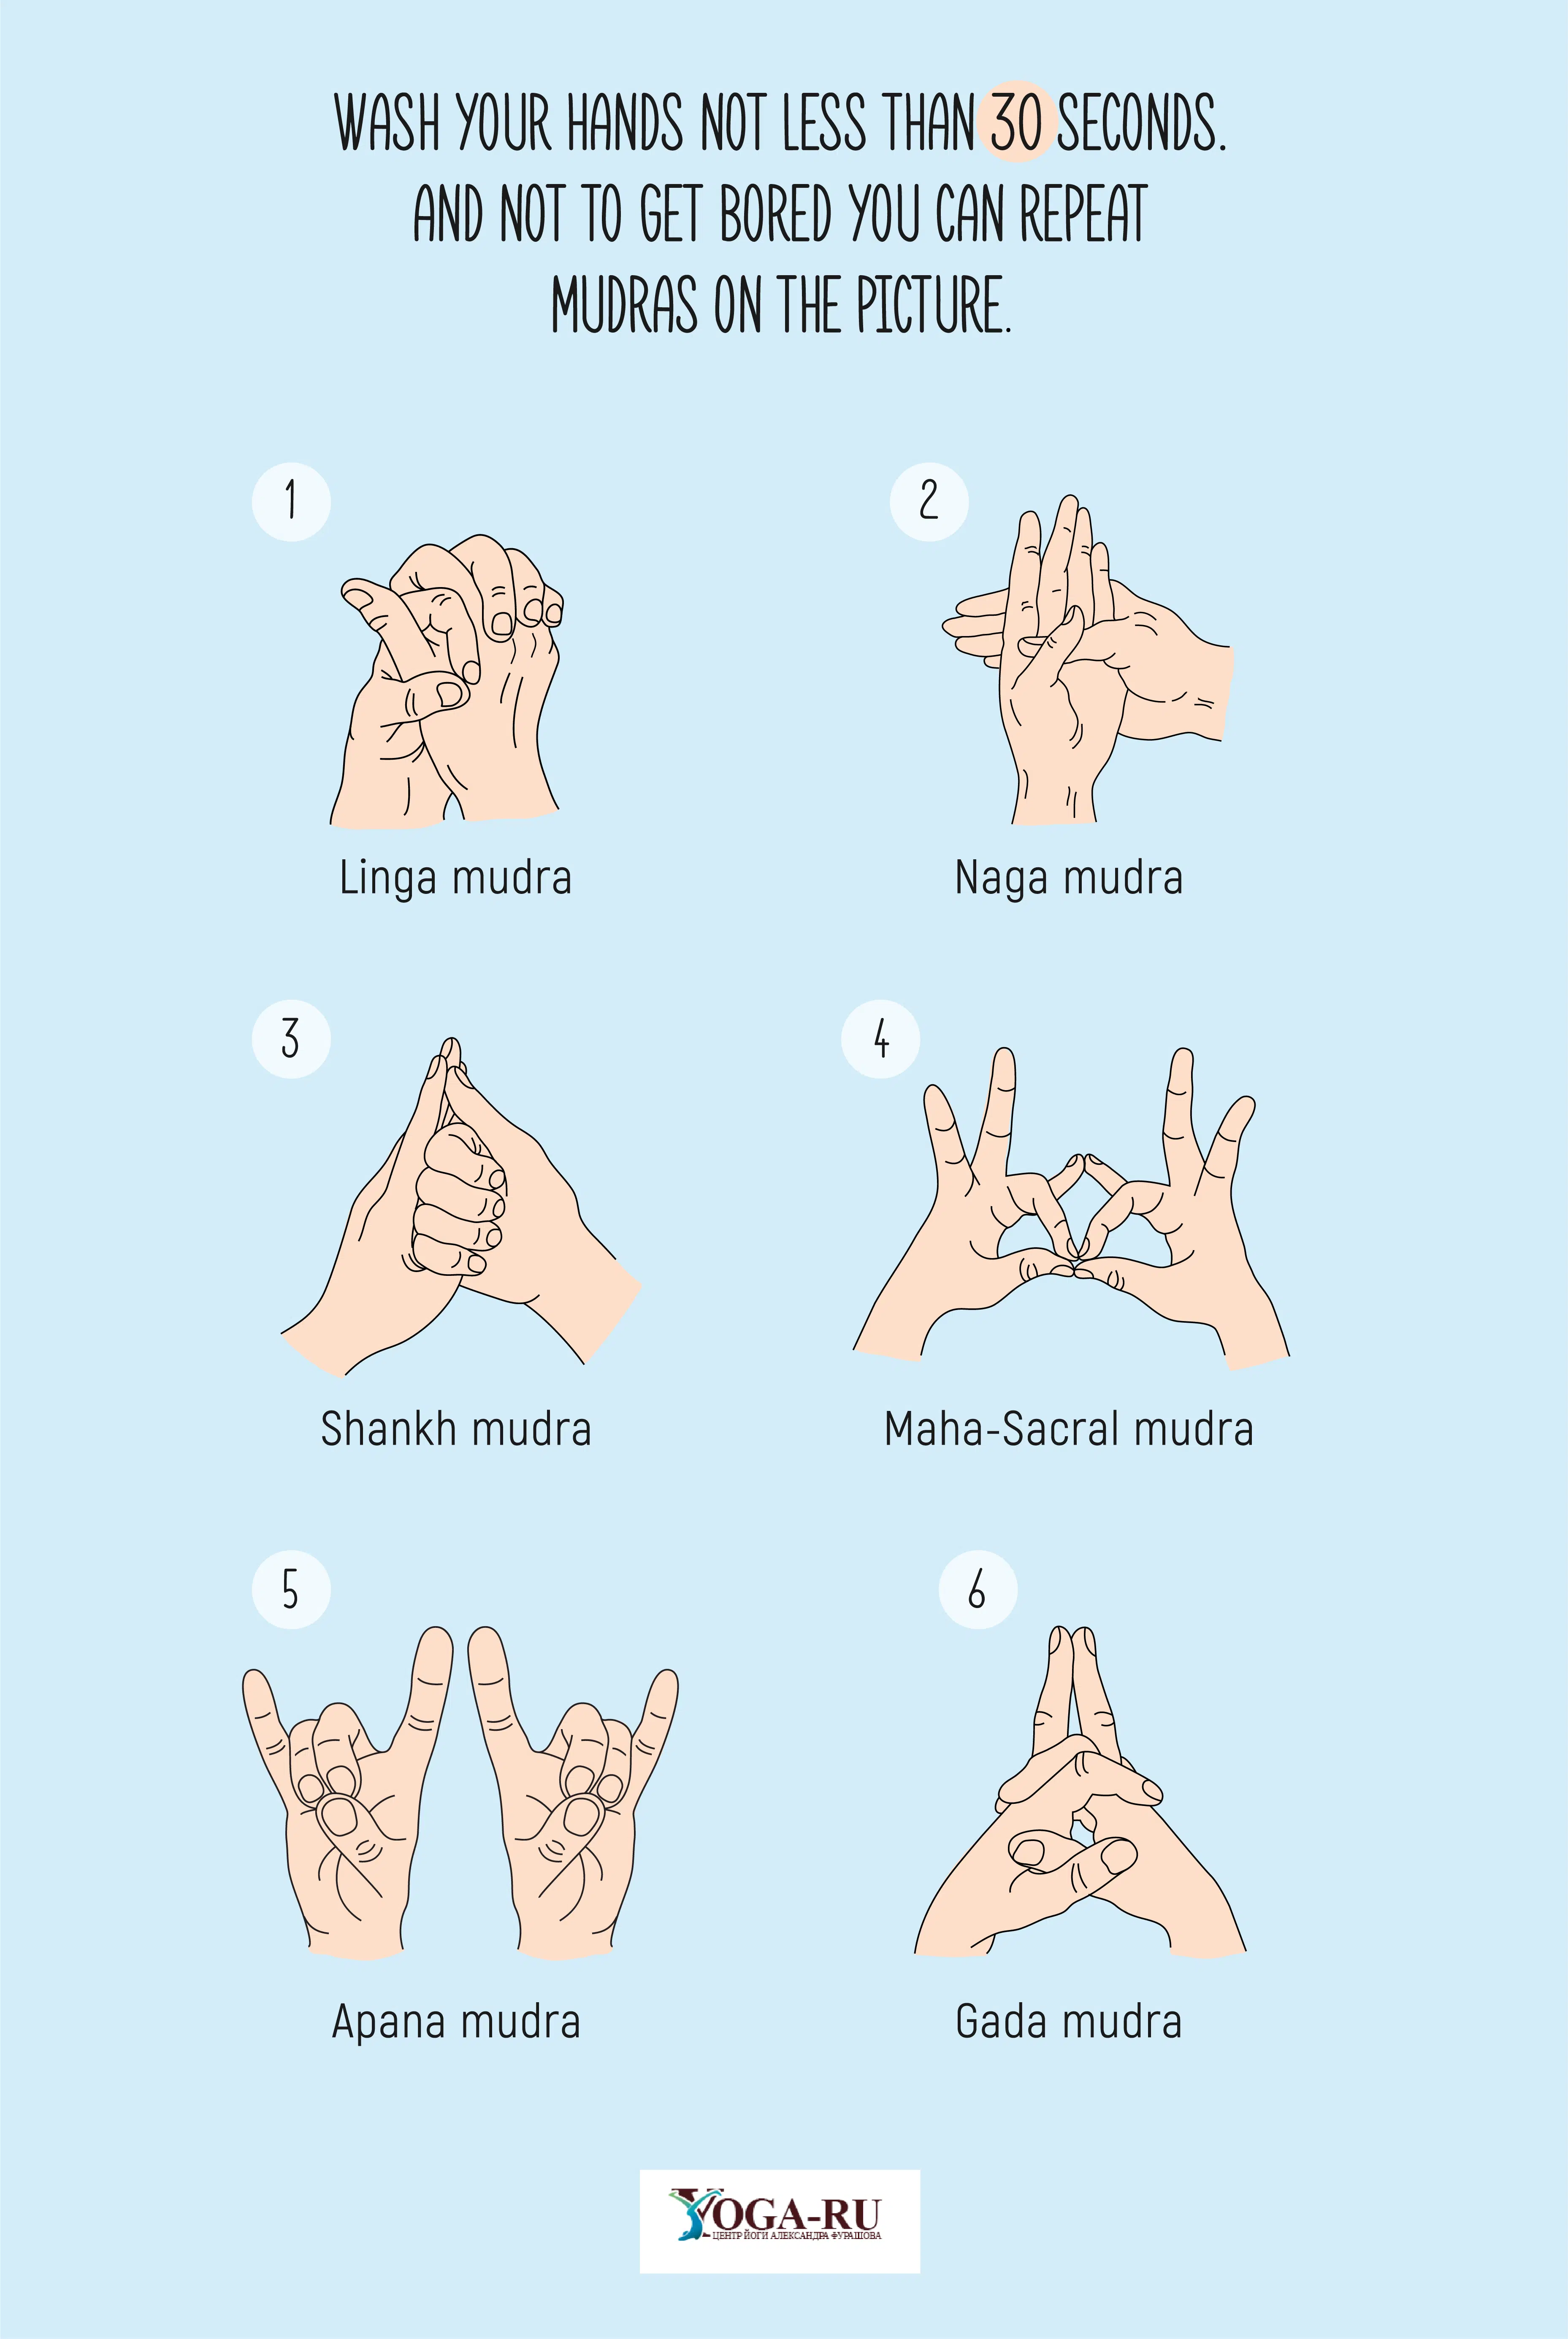 WASH YOUR HANDS NOT LESS THAN 30 SECONDS.
AND NOT TO GET BORED YOU CAN REPEAT
MUDRAS ON THE PICTURE.
1
2
Linga mudra
Naga mudra
3
4
Shankh mudra
Maha-Sacral mudra
5
6
Apana mudra
Gada mudra
YOGA-RU
ЦЕНТР ЙОГИ АЛЕКСАНДРА ФУРАШОВА